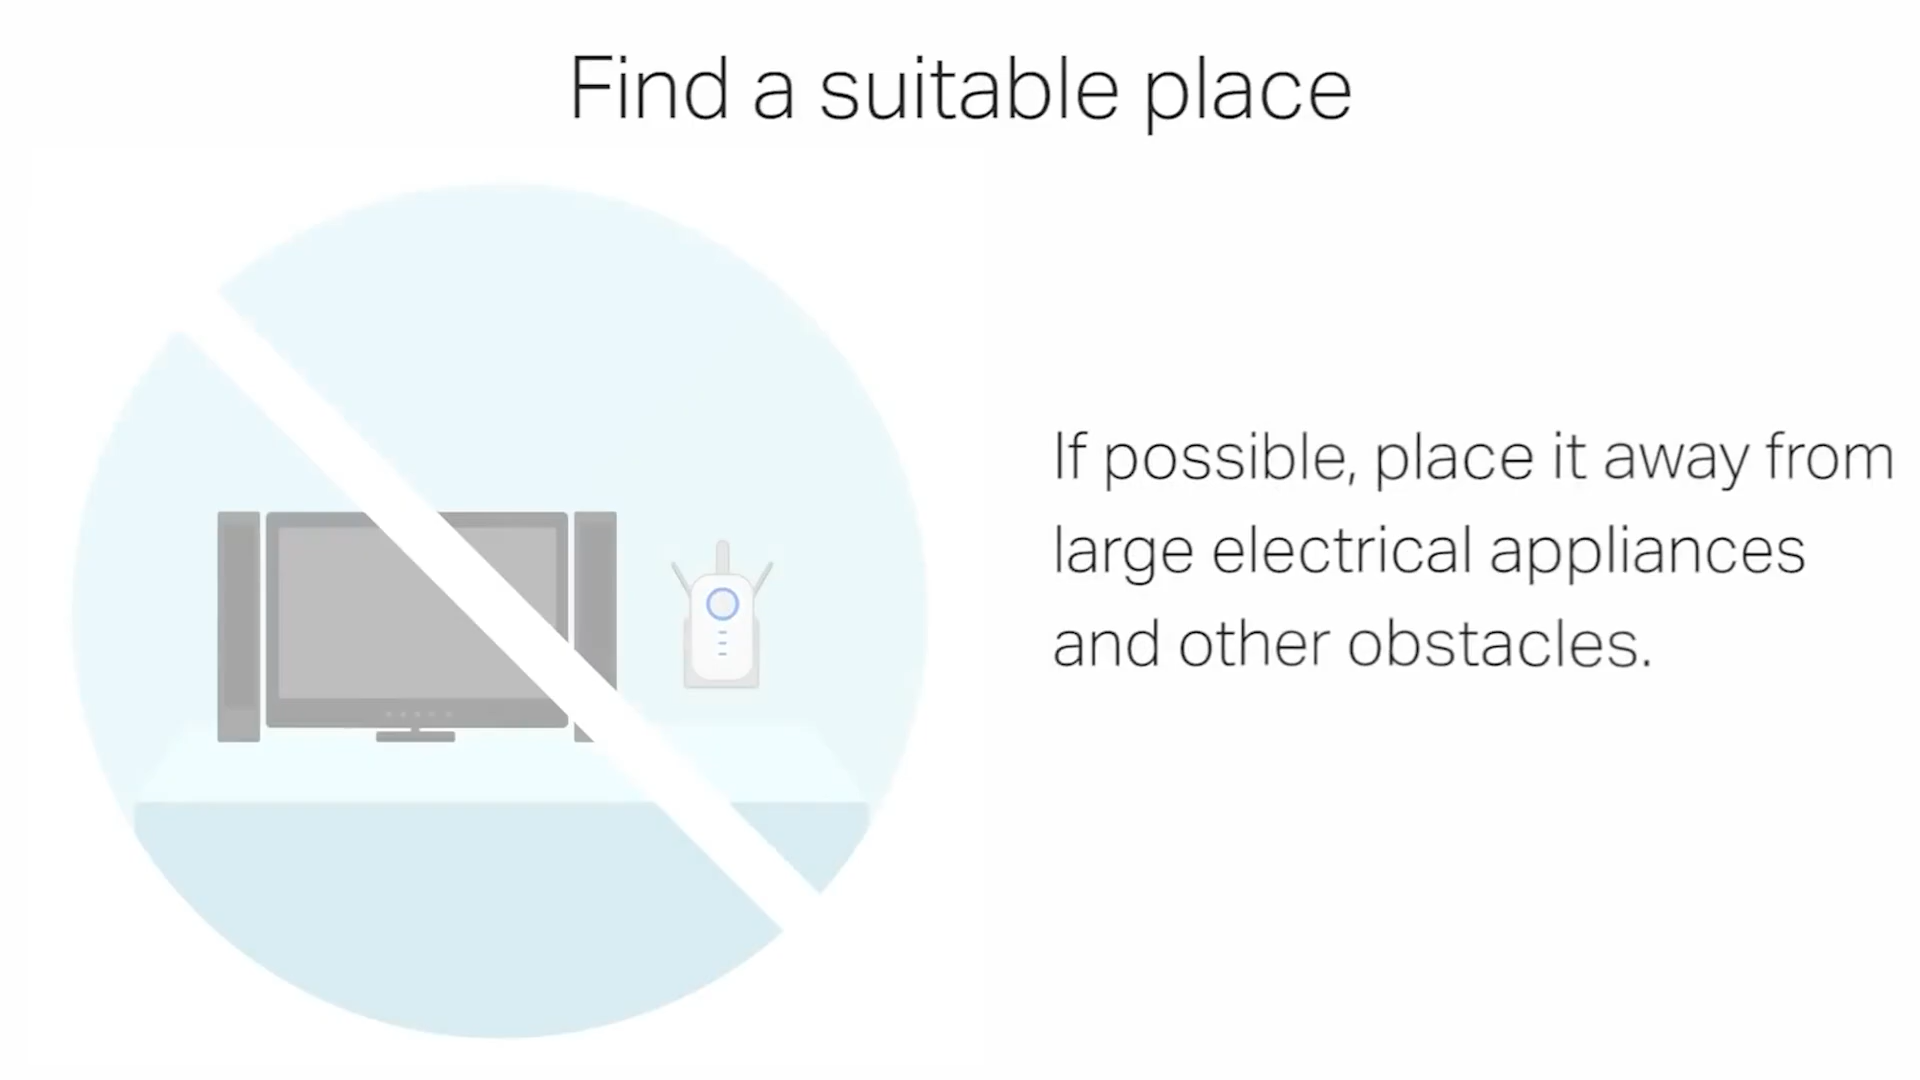 Find a suitable place
If possible, place it away from
large electrical appliances
and other obstacles.